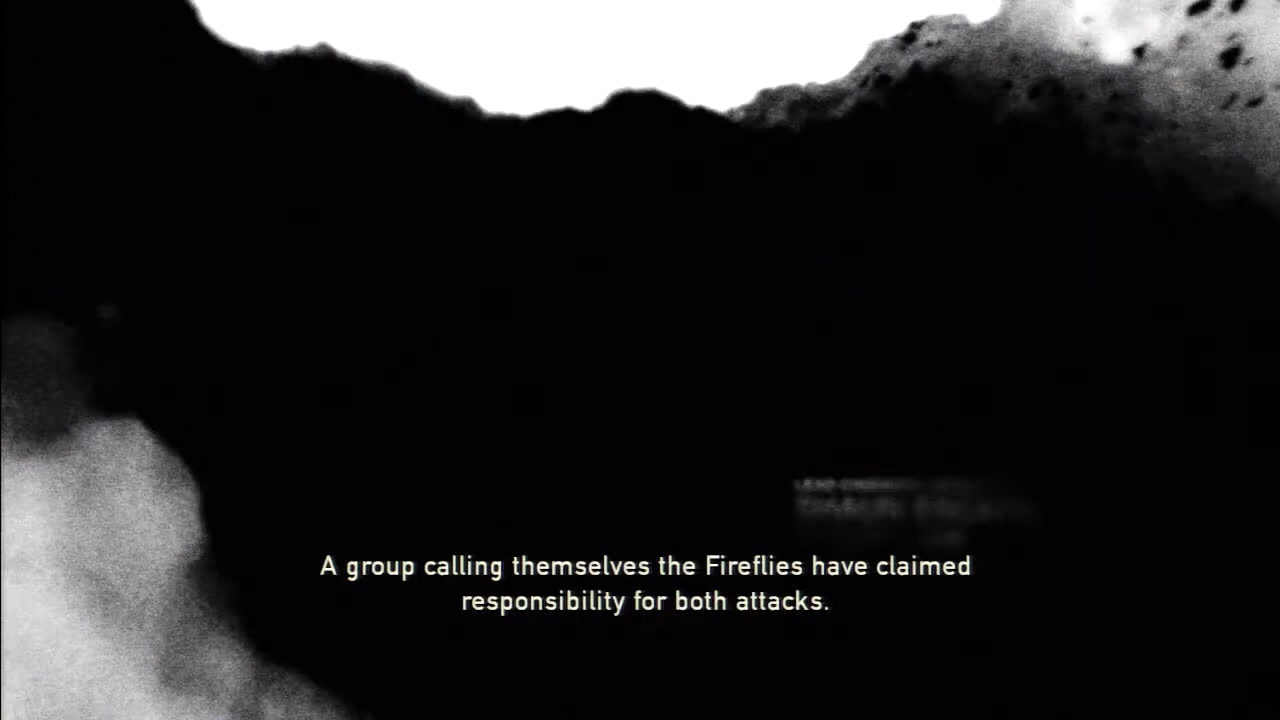 A group calling themselves the Fireflies have claimed
responsibility for both attacks.